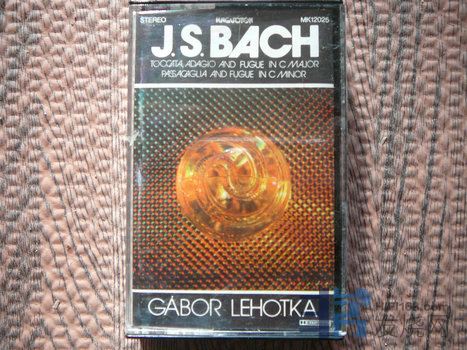 STEREO HUNGAROTON MK12025
J.S. BACH
TOCCATA, ADAGIO AND FUGUE IN C MAJOR
PASSACAGLIA AND FUGUE IN C MINOR
GÁBOR LEHOTKA